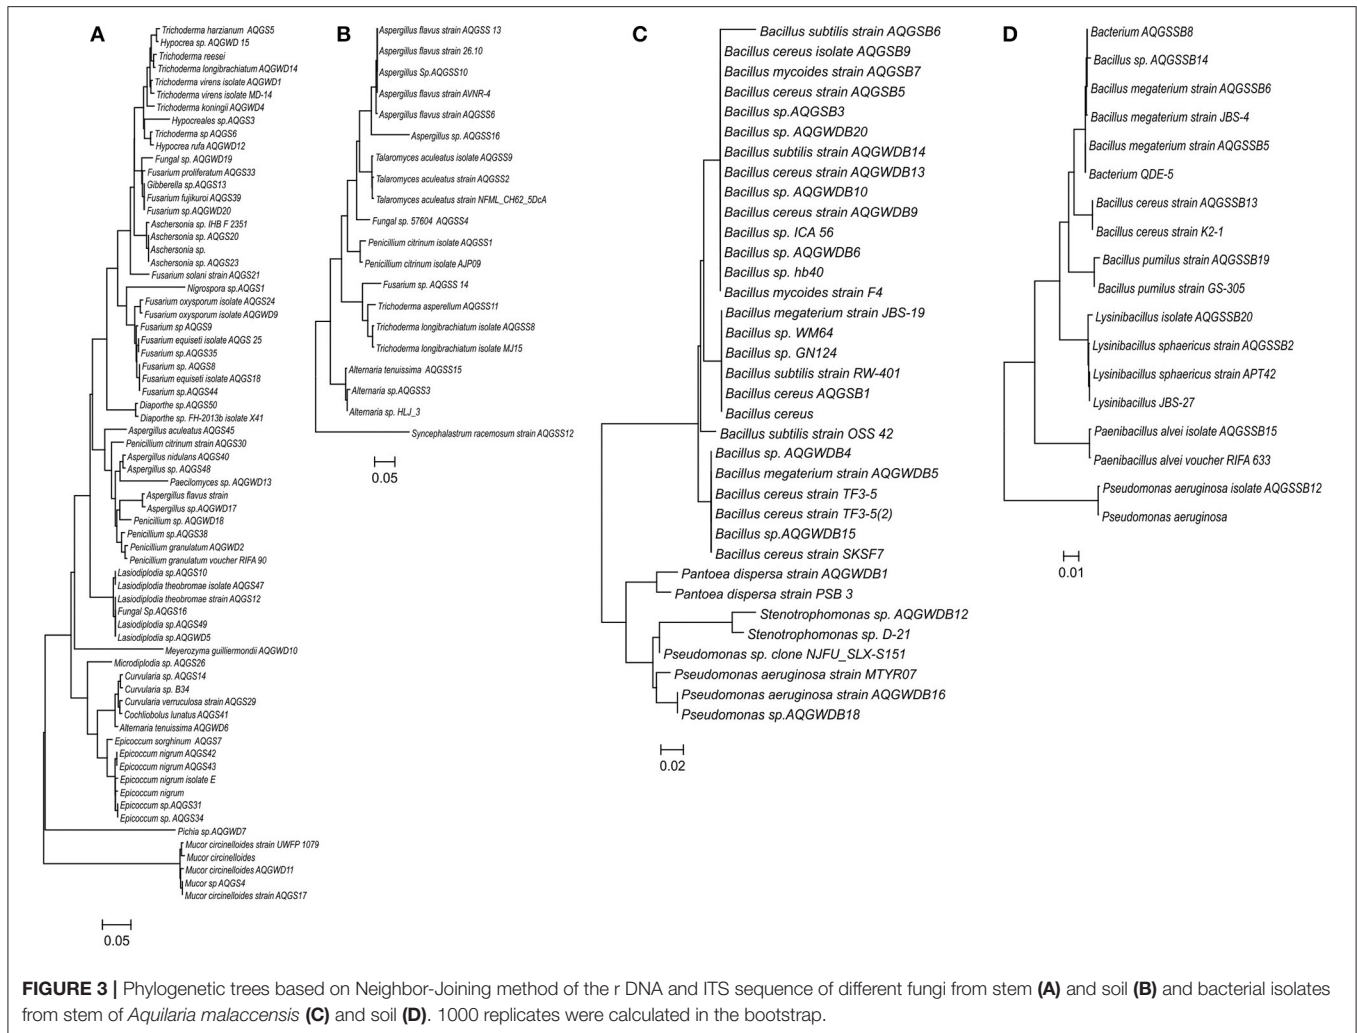 A
Trichoderma harzianum AQGS5
Hypocrea sp. AQGWD 15
Trichoderma reesei
Trichoderma longibrachiatum AQGWD14
Trichoderma virens isolate AQGWD1
Trichoderma virens isolate MD-14
Trichoderma koningii AQGWD4
Hypocreales sp.AQGS3
Trichoderma sp AQGS6
Hypocrea rufa AQGWD12
Fungal sp. AQGWD19
Fusarium proliferatum AQGS33
Gibberella sp.AQGS13
Fusarium fujikuroi AQGS39
Fusarium sp.AQGWD20
Aschersonia sp. IHB F 2351
Aschersonia sp. AQGS20
Aschersonia sp.
Aschersonia sp. AQGS23
Fusarium solani strain AQGS21
Nigrospora sp.AQGS1
Fusarium oxysporum isolate AQGS24
Fusarium oxysporum isolate AQGWD9
Fusarium sp AQGS9
Fusarium equiseti isolate AQGS 25
Fusarium sp.AQGS35
Fusarium sp. AQGS8
Fusarium equiseti isolate AQGS18
Fusarium sp.AQGS44
Diaporthe sp.AQGS50
Diaporthe sp. FH-2013b isolate X41
Aspergillus aculeatus AQGS45
Penicillium citrinum strain AQGS30
Aspergillus nidulans AQGS40
Aspergillus sp. AQGS48
Paecilomyces sp. AQGWD13
Aspergillus flavus strain
Aspergillus sp.AQGWD17
Penicillium sp. AQGWD18
Penicillium sp.AQGS38
Penicillium granulatum AQGWD2
Penicillium granulatum voucher RIFA 90
Lasiodiplodia sp.AQGS10
Lasiodiplodia theobromae isolate AQGS47
Lasiodiplodia theobromae strain AQGS12
Fungal Sp.AQGS16
Lasiodiplodia sp.AQGS49
Lasiodiplodia sp.AQGWD5
Meyerozyma guilliermondii AQGWD10
Microdiplodia sp. AQGS26
Curvularia sp. AQGS14
Curvularia sp. B34
Curvularia verruculosa strain AQGS29
Cochliobolus lunatus AQGS41
Alternaria tenuissima AQGWD6
Epicoccum sorghinum AQGS7
Epicoccum nigrum AQGS42
Epicoccum nigrum AQGS43
Epicoccum nigrum isolate E
Epicoccum nigrum
Epicoccum sp.AQGS31
Epicoccum sp. AQGS34
Pichia sp.AQGWD7
Mucor circinelloides strain UWFP 1079
Mucor circinelloides
Mucor circinelloides AQGWD11
Mucor sp AQGS4
Mucor circinelloides strain AQGS17
0.05
B
Aspergillus flavus strain AQGSS 13
Aspergillus flavus strain 26.10
Aspergillus Sp.AQGSS10
Aspergillus flavus strain AVNR-4
Aspergillus flavus strain AQGSS6
Aspergillus sp. AQGSS16
Talaromyces aculeatus isolate AQGSS9
Talaromyces aculeatus strain AQGSS2
Talaromyces aculeatus strain NFML_CH62_5DcA
Fungal sp. 57604 AQGSS4
Penicillium citrinum isolate AQGSS1
Penicillium citrinum isolate AJP09
Fusarium sp.AQGSS 14
Trichoderma asperellum AQGSS11
Trichoderma longibrachiatum isolate AQGSS8
Trichoderma longibrachiatum isolate MJ15
Alternaria tenuissima AQGSS15
Alternaria sp.AQGSS3
Alternaria sp. HLJ_3
Syncephalastrum racemosum strain AQGSS12
0.05
C
Bacillus subtilis strain AQGSB6
Bacillus cereus isolate AQGSB9
Bacillus mycoides strain AQGSB7
Bacillus cereus strain AQGSB5
Bacillus sp.AQGSB3
Bacillus sp. AQGWDB20
Bacillus subtilis strain AQGWDB14
Bacillus cereus strain AQGWDB13
Bacillus sp. AQGWDB10
Bacillus cereus strain AQGWDB9
Bacillus sp. ICA 56
Bacillus sp. AQGWDB6
Bacillus sp. hb40
Bacillus mycoides strain F4
Bacillus megaterium strain JBS-19
Bacillus sp. WM64
Bacillus sp. GN124
Bacillus subtilis strain RW-401
Bacillus cereus AQGSB1
Bacillus cereus
Bacillus subtilis strain OSS 42
Bacillus sp. AQGWDB4
Bacillus megaterium strain AQGWDB5
Bacillus cereus strain TF3-5
Bacillus cereus strain TF3-5(2)
Bacillus sp.AQGWDB15
Bacillus cereus strain SKSF7
Pantoea dispersa strain AQGWDB1
Pantoea dispersa strain PSB 3
Stenotrophomonas sp. AQGWDB12
Stenotrophomonas sp. D-21
Pseudomonas sp. clone NJFU_SLX-S151
Pseudomonas aeruginosa strain MTYR07
Pseudomonas aeruginosa strain AQGWDB16
Pseudomonas sp.AQGWDB18
0.02
D
Bacterium AQGSSB8
Bacillus sp. AQGSSB14
Bacillus megaterium strain AQGSSB6
Bacillus megaterium strain JBS-4
Bacillus megaterium strain AQGSSB5
Bacterium QDE-5
Bacillus cereus strain AQGSSB13
Bacillus cereus strain K2-1
Bacillus pumilus strain AQGSSB19
Bacillus pumilus strain GS-305
Lysinibacillus isolate AQGSSB20
Lysinibacillus sphaericus strain AQGSSB2
Lysinibacillus sphaericus strain APT42
Lysinibacillus JBS-27
Paenibacillus alvei isolate AQGSSB15
Paenibacillus alvei voucher RIFA 633
Pseudomonas aeruginosa isolate AQGSSB12
Pseudomonas aeruginosa
0.01
FIGURE 3 | Phylogenetic trees based on Neighbor-Joining method of the r DNA and ITS sequence of different fungi from stem (A) and soil (B) and bacterial isolates
from stem of Aquilaria malaccensis (C) and soil (D). 1000 replicates were calculated in the bootstrap.